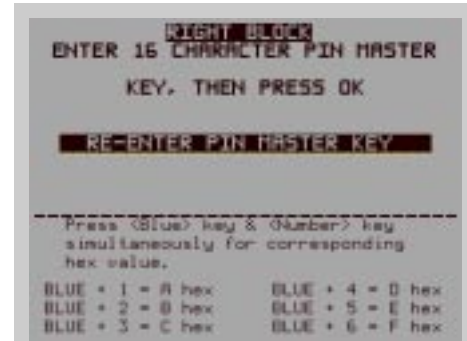 RIGHT BLOCK
ENTER 16 CHARACTER PIN MASTER
KEY, THEN PRESS OK
RE-ENTER PIN MASTER KEY
Press <Blue> key & <Number> key
simultaneously for corresponding
hex value.
BLUE + 1 = A hex BLUE + 4 = D hex
BLUE + 2 = B hex BLUE + 5 = E hex
BLUE + 3 = C hex BLUE + 6 = F hex